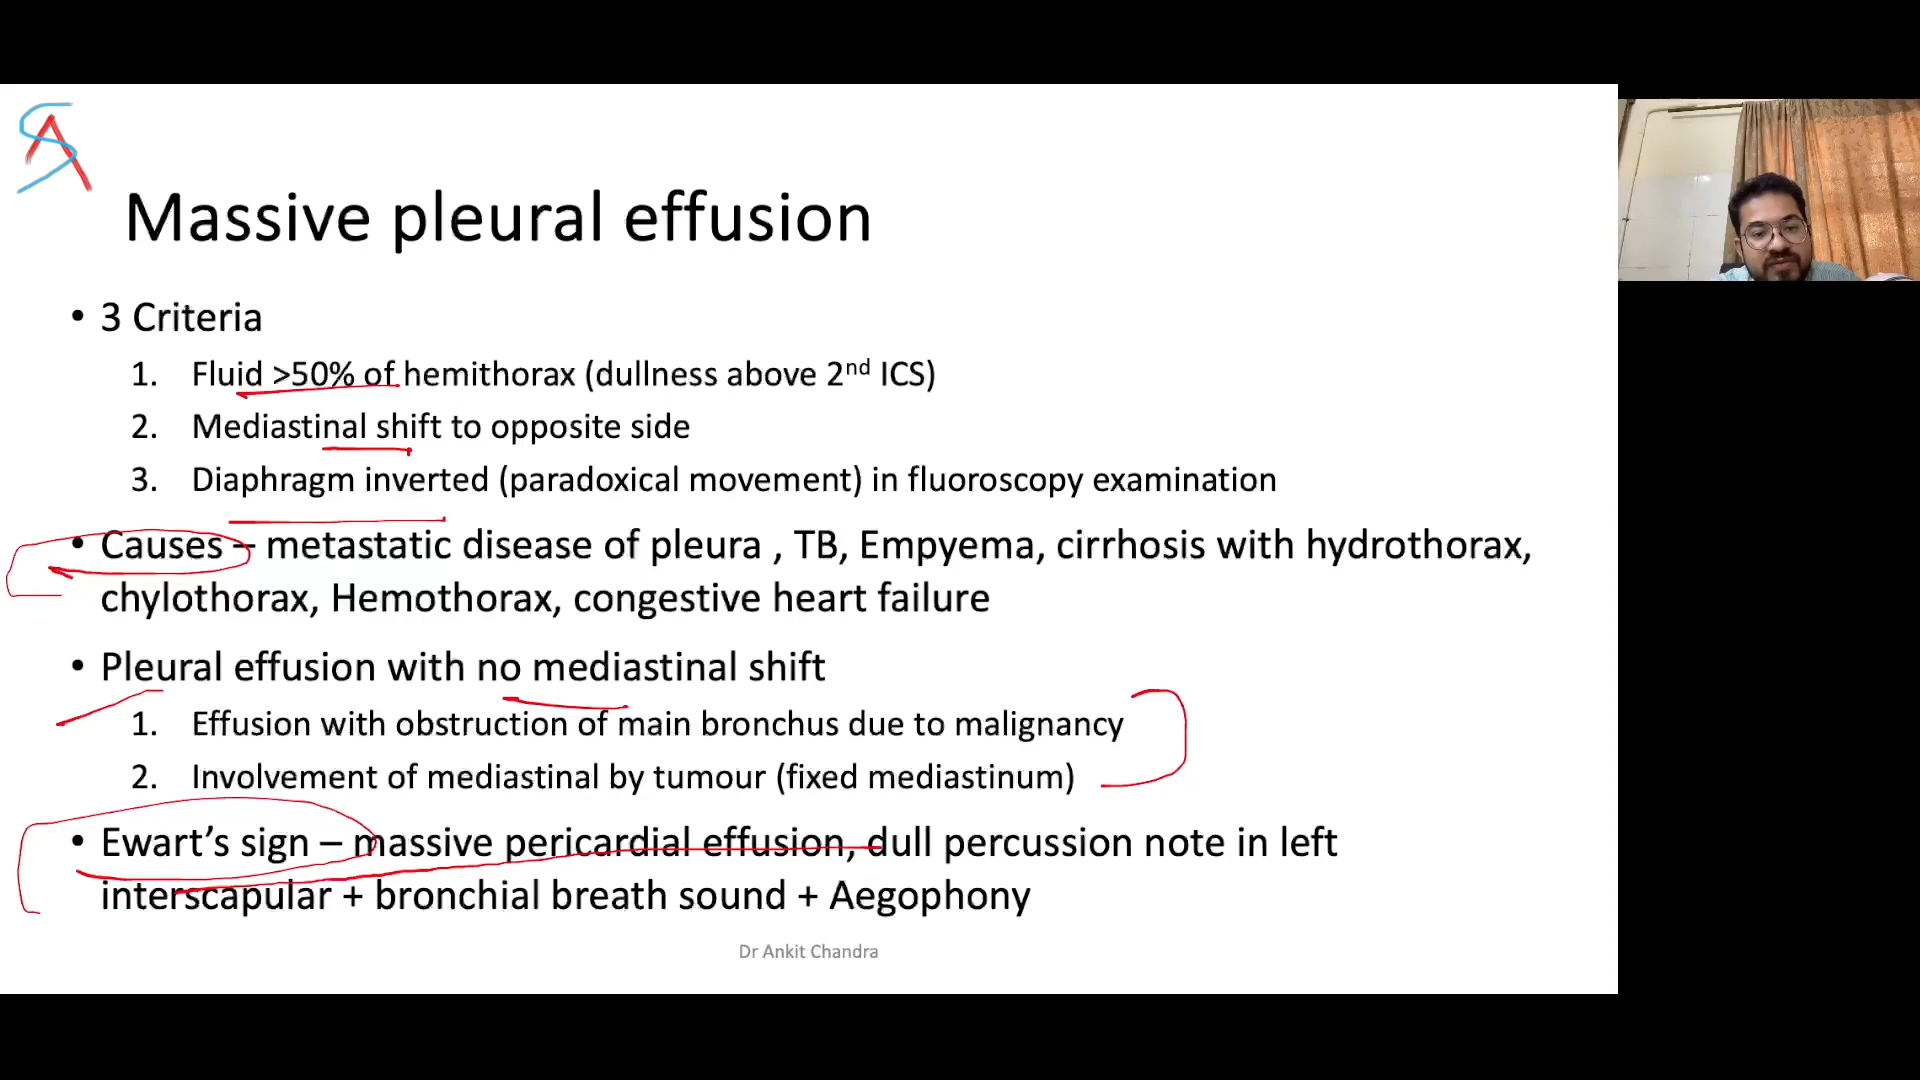 SA
Massive pleural effusion
• 3 Criteria
1. Fluid >50% of hemithorax (dullness above 2nd ICS)
2. Mediastinal shift to opposite side
3. Diaphragm inverted (paradoxical movement) in fluoroscopy examination
• Causes – metastatic disease of pleura , TB, Empyema, cirrhosis with hydrothorax,
chylothorax, Hemothorax, congestive heart failure
• Pleural effusion with no mediastinal shift
1. Effusion with obstruction of main bronchus due to malignancy
2. Involvement of mediastinal by tumour (fixed mediastinum)
• Ewart’s sign – massive pericardial effusion, dull percussion note in left
interscapular + bronchial breath sound + Aegophony
Dr Ankit Chandra